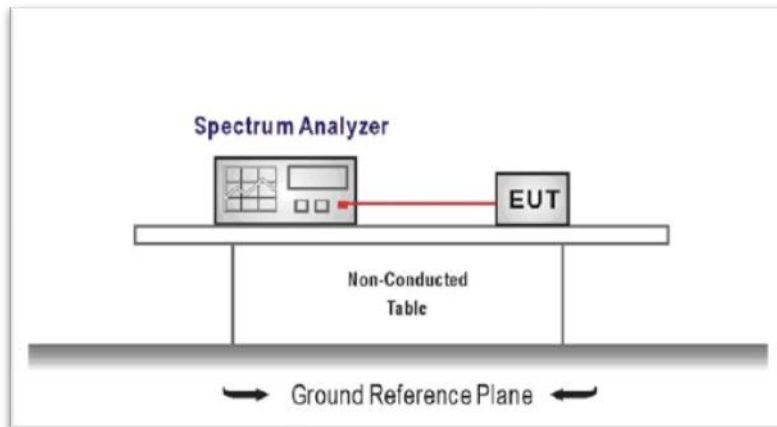 Spectrum Analyzer
EUT
Non-Conducted
Table
Ground Reference Plane